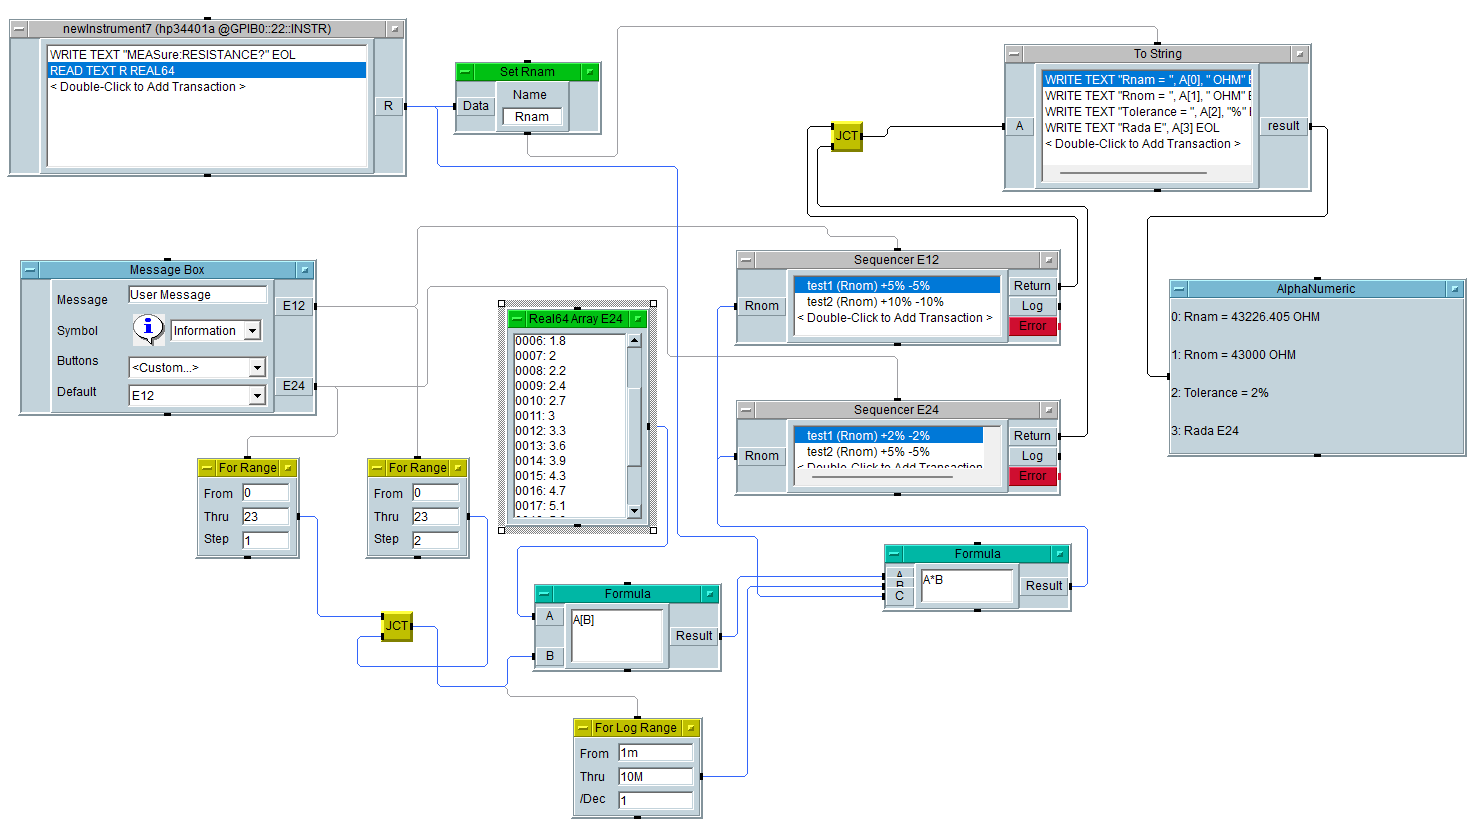 newInstrument7 (hp34401a @GPIB0::22::INSTR)
WRITE TEXT "MEASure:RESISTANCE?" EOL
READ TEXT R REAL64
< Double-Click to Add Transaction >
R
Set Rnam
Data
Name
Rnam
To String
A
WRITE TEXT "Rnam = ", A[0], " OHM" E
WRITE TEXT "Rnom = ", A[1], " OHM" E
WRITE TEXT "Tolerance = ", A[2], "%"
WRITE TEXT "Rada E", A[3] EOL
< Double-Click to Add Transaction >
result
JCT
Message Box
Message
User Message
Symbol
Information
Buttons
<Custom...>
Default
E12
E12
E24
Real64 Array E24
0006: 1.8
0007: 2
0008: 2.2
0009: 2.4
0010: 2.7
0011: 3
0012: 3.3
0013: 3.6
0014: 3.9
0015: 4.3
0016: 4.7
0017: 5.1
Sequencer E12
Rnom
test1 (Rnom) +5% -5%
test2 (Rnom) +10% -10%
< Double-Click to Add Transaction >
Return
Log
Error
Sequencer E24
Rnom
test1 (Rnom) +2% -2%
test2 (Rnom) +5% -5%
< Double-Click to Add Transaction
Return
Log
Error
AlphaNumeric
0: Rnam = 43226.405 OHM
1: Rnom = 43000 OHM
2: Tolerance = 2%
3: Rada E24
For Range
From 0
Thru 23
Step 1
For Range
From 0
Thru 23
Step 2
JCT
Formula
A
B
A[B]
Result
Formula
A
B
C
A*B
Result
For Log Range
From 1m
Thru 10M
/Dec 1